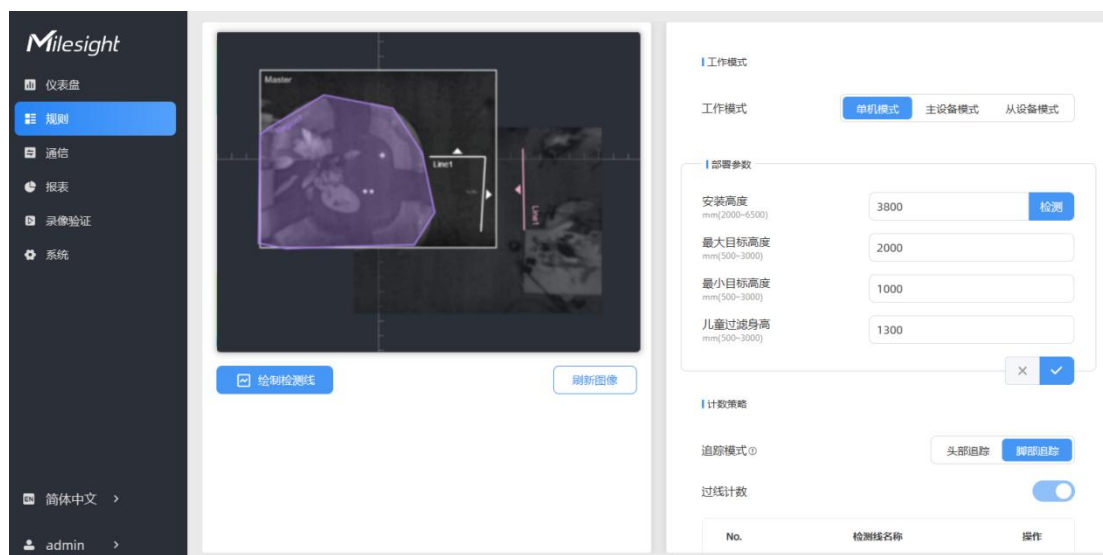 Milesight
仪表盘
规则
通信
报表
录像验证
系统
EN 简体中文 >
admin >
Master
Line1
Line1
绘制检测线
刷新图像
工作模式
工作模式 单机模式 主设备模式 从设备模式
部署参数
安装高度 3800 检测
mm(2000~6500)
最大目标高度 2000
mm(500~3000)
最小目标高度 1000
mm(500~3000)
儿童过滤身高 1300
mm(500~3000)
计数策略
追踪模式 头部追踪 脚部追踪
过线计数
No. 检测线名称 操作